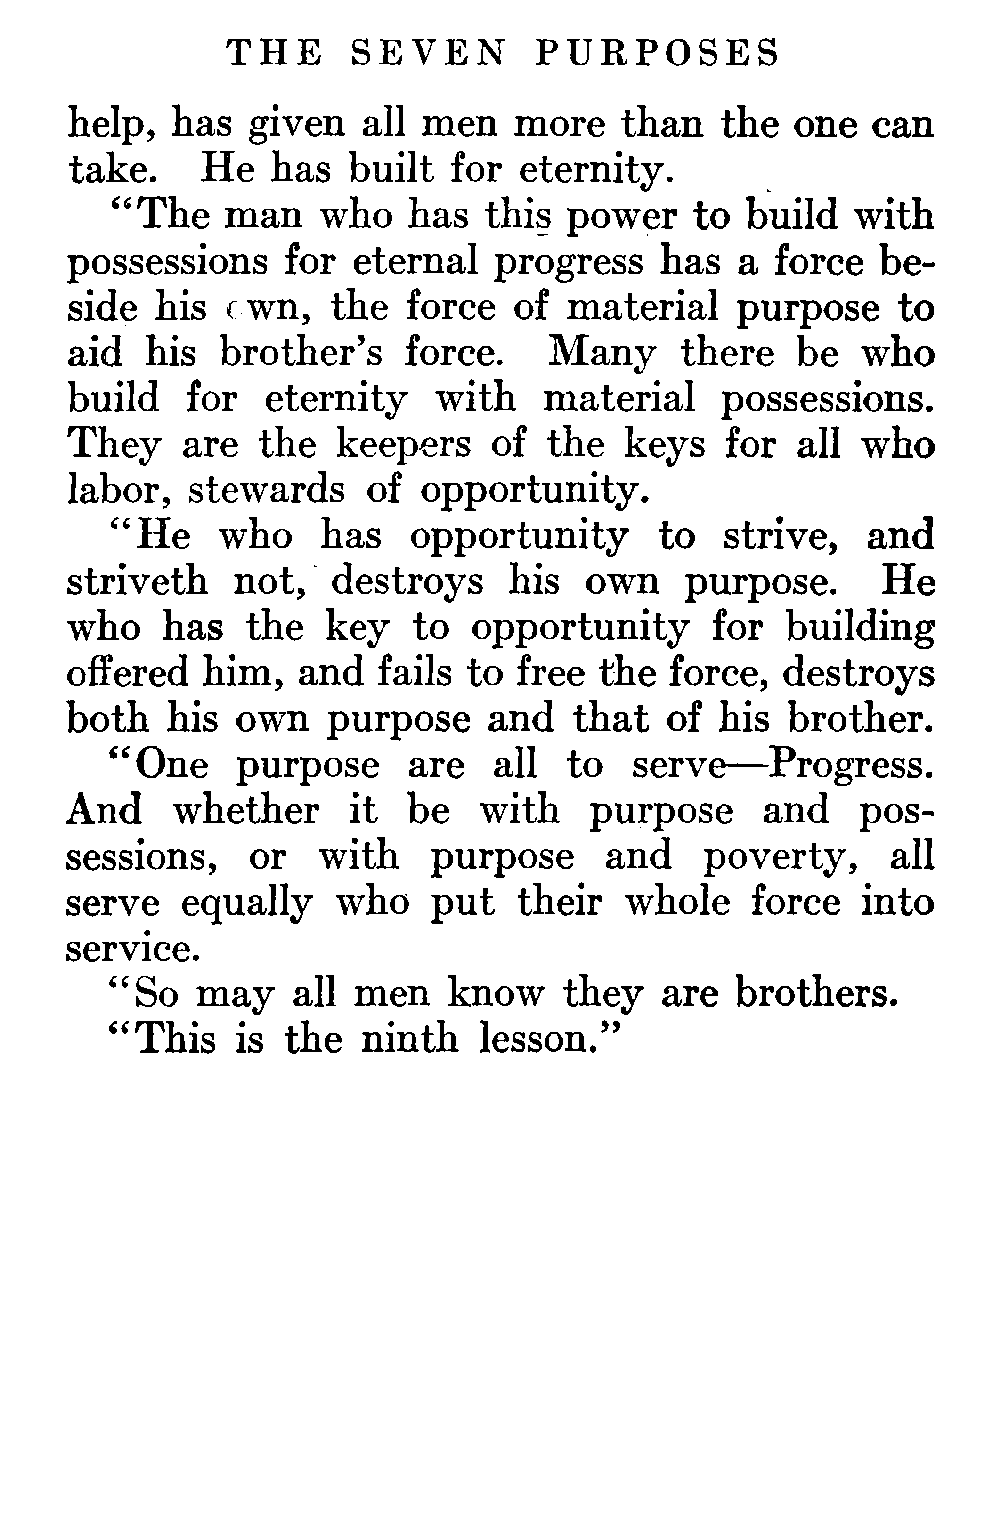 THE SEVEN PURPOSES
help, has given all men more than the one can
take. He has built for eternity.
“The man who has this power to build with
possessions for eternal progress has a force be-
side his own, the force of material purpose to
aid his brother’s force. Many there be who
build for eternity with material possessions.
They are the keepers of the keys for all who
labor, stewards of opportunity.
“He who has opportunity to strive, and
striveth not, destroys his own purpose. He
who has the key to opportunity for building
offered him, and fails to free the force, destroys
both his own purpose and that of his brother.
“One purpose are all to serve—Progress.
And whether it be with purpose and pos-
sessions, or with purpose and poverty, all
serve equally who put their whole force into
service.
“So may all men know they are brothers.
“This is the ninth lesson.”